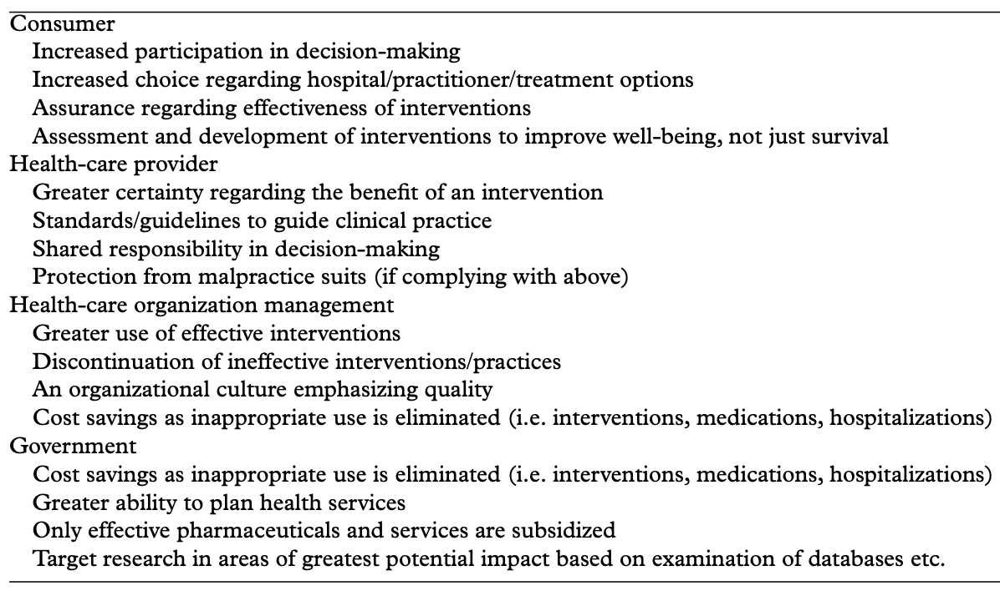 Consumer
Increased participation in decision-making
Increased choice regarding hospital/practitioner/treatment options
Assurance regarding effectiveness of interventions
Assessment and development of interventions to improve well-being, not just survival
Health-care provider
Greater certainty regarding the benefit of an intervention
Standards/guidelines to guide clinical practice
Shared responsibility in decision-making
Protection from malpractice suits (if complying with above)
Health-care organization management
Greater use of effective interventions
Discontinuation of ineffective interventions/practices
An organizational culture emphasizing quality
Cost savings as inappropriate use is eliminated (i.e. interventions, medications, hospitalizations)
Government
Cost savings as inappropriate use is eliminated (i.e. interventions, medications, hospitalizations)
Greater ability to plan health services
Only effective pharmaceuticals and services are subsidized
Target research in areas of greatest potential impact based on examination of databases etc.